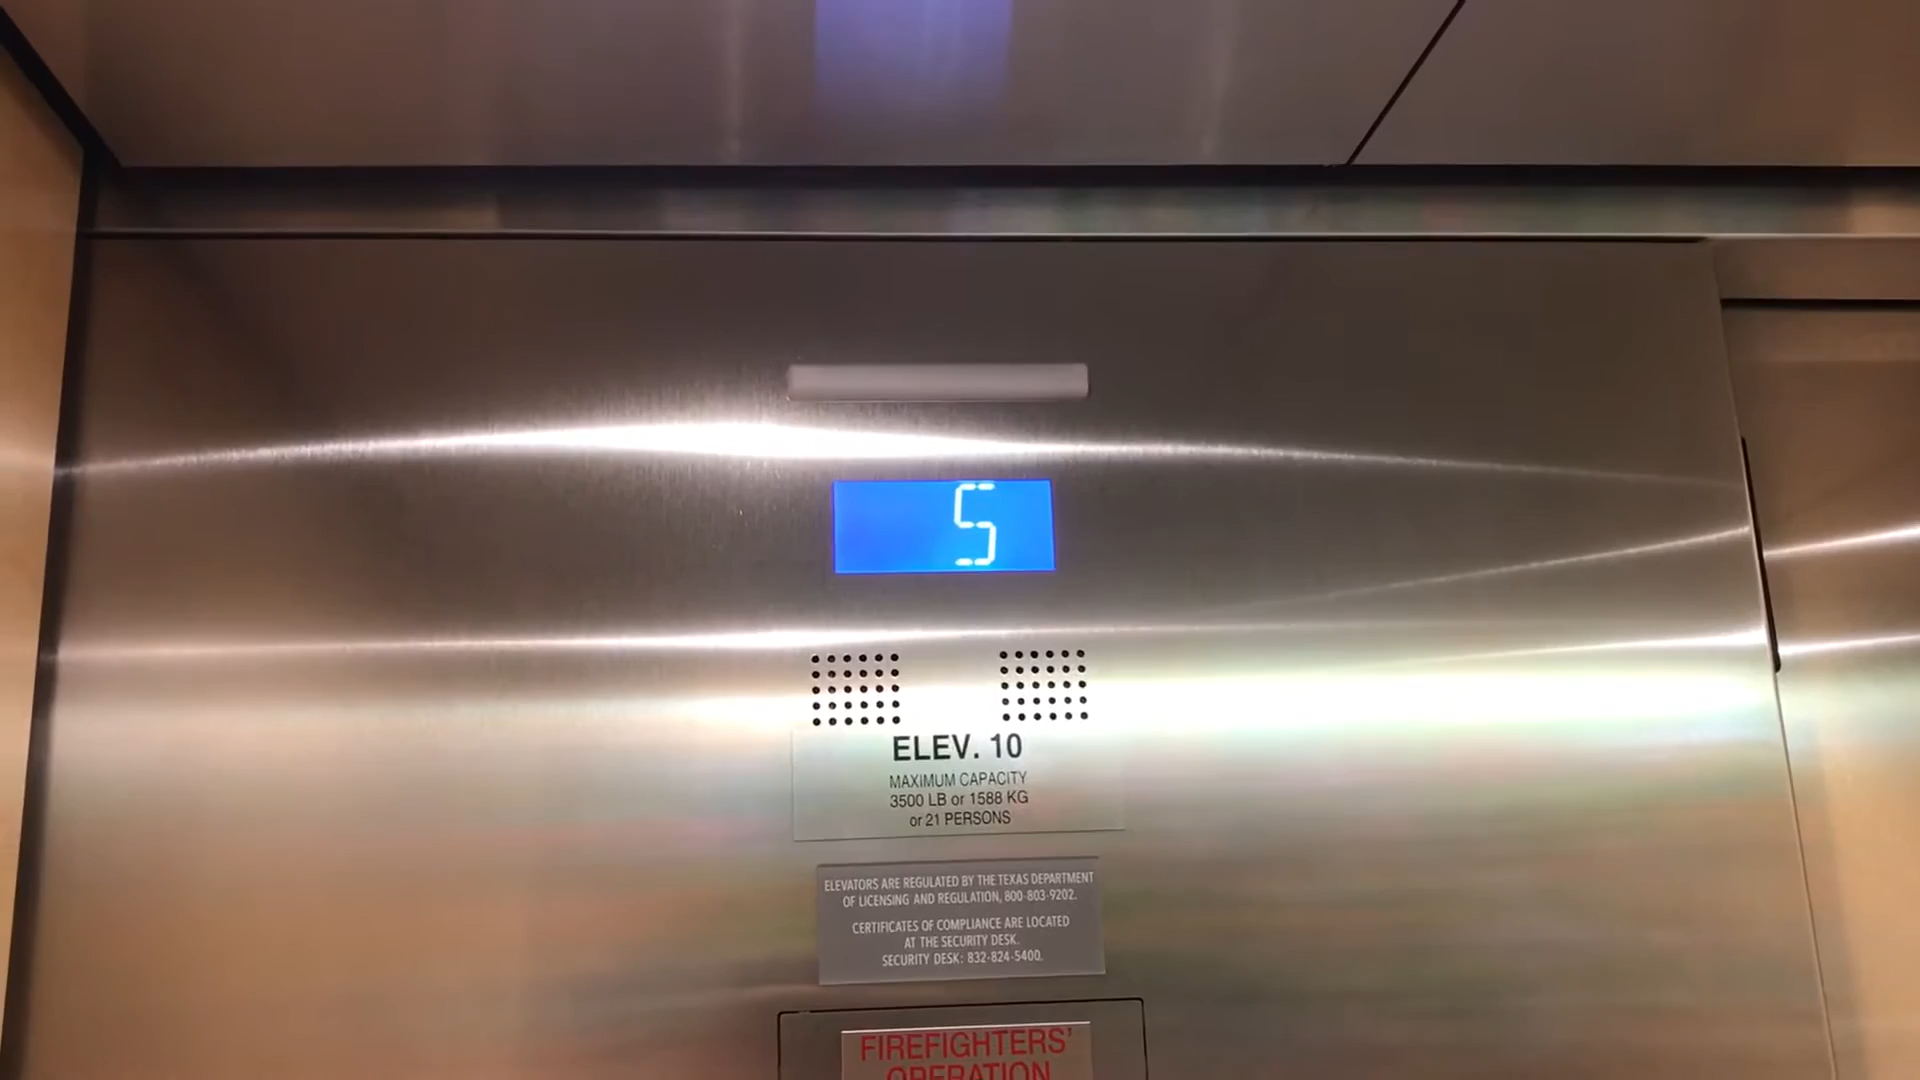 5
ELEV. 10
MAXIMUM CAPACITY
3500 LB or 1588 KG
or 21 PERSONS
ELEVATORS ARE REGULATED BY THE TEXAS DEPARTMENT
OF LICENSING AND REGULATION, 800-803-9202.
CERTIFICATES OF COMPLIANCE ARE LOCATED
AT THE SECURITY DESK.
SECURITY DESK: 832-824-5400.
FIREFIGHTERS'
OPERATION